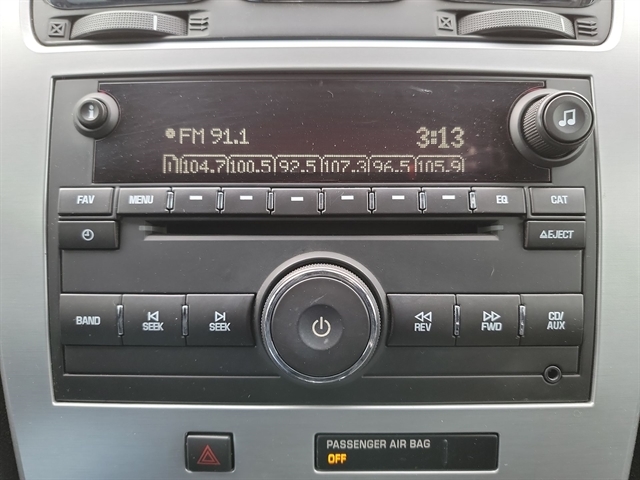 FM 91.1 3:13
1 104.7 100.5 92.5 107.3 96.5 105.9
FAV MENU EQ CAT
EJECT
BAND SEEK SEEK REV FWD CD/AUX
PASSENGER AIR BAG
OFF